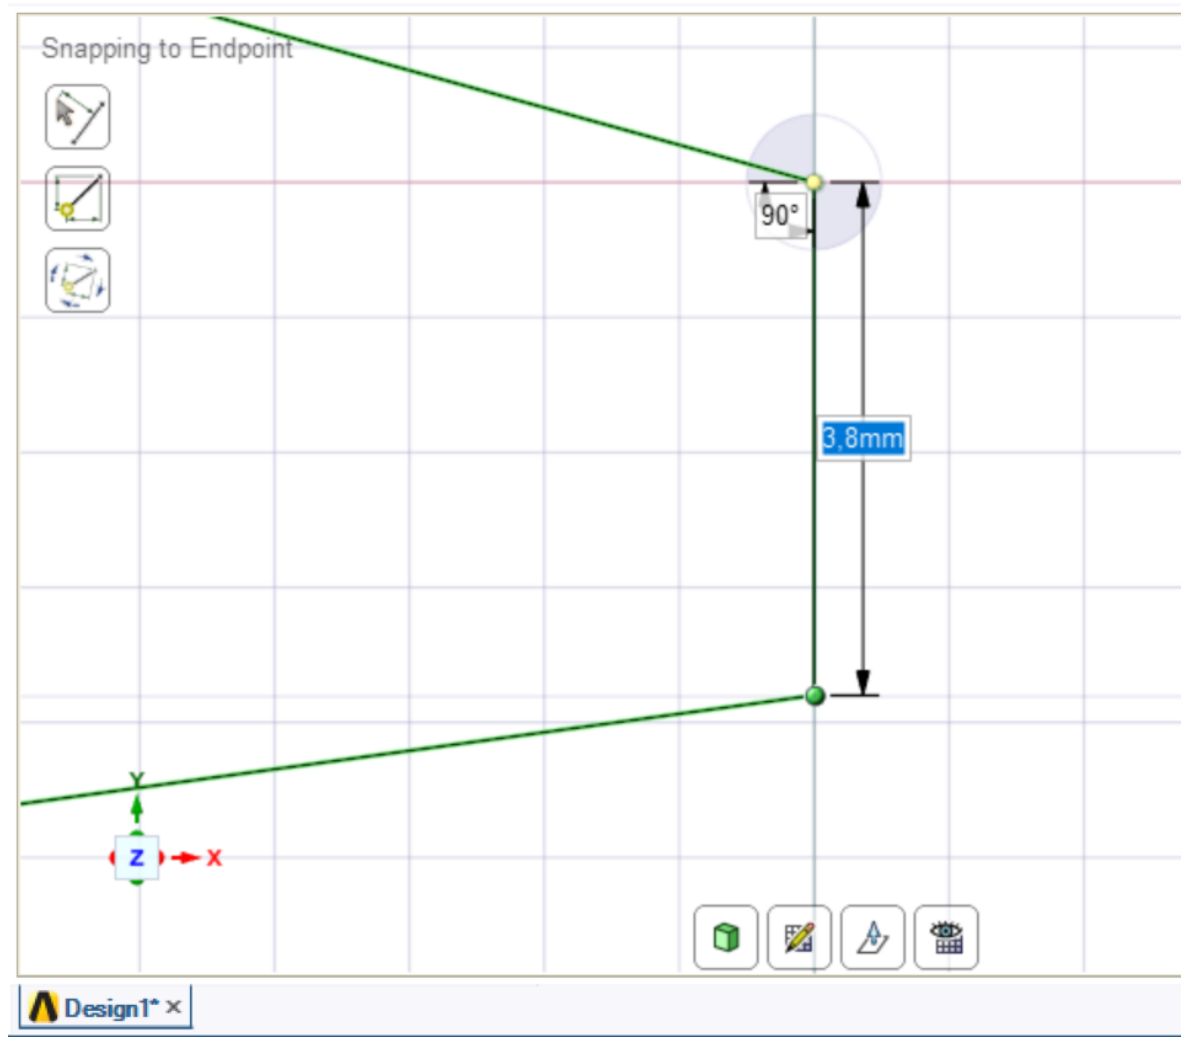 Snapping to Endpoint
90°
3,8mm
Y
Z
X
Design1*